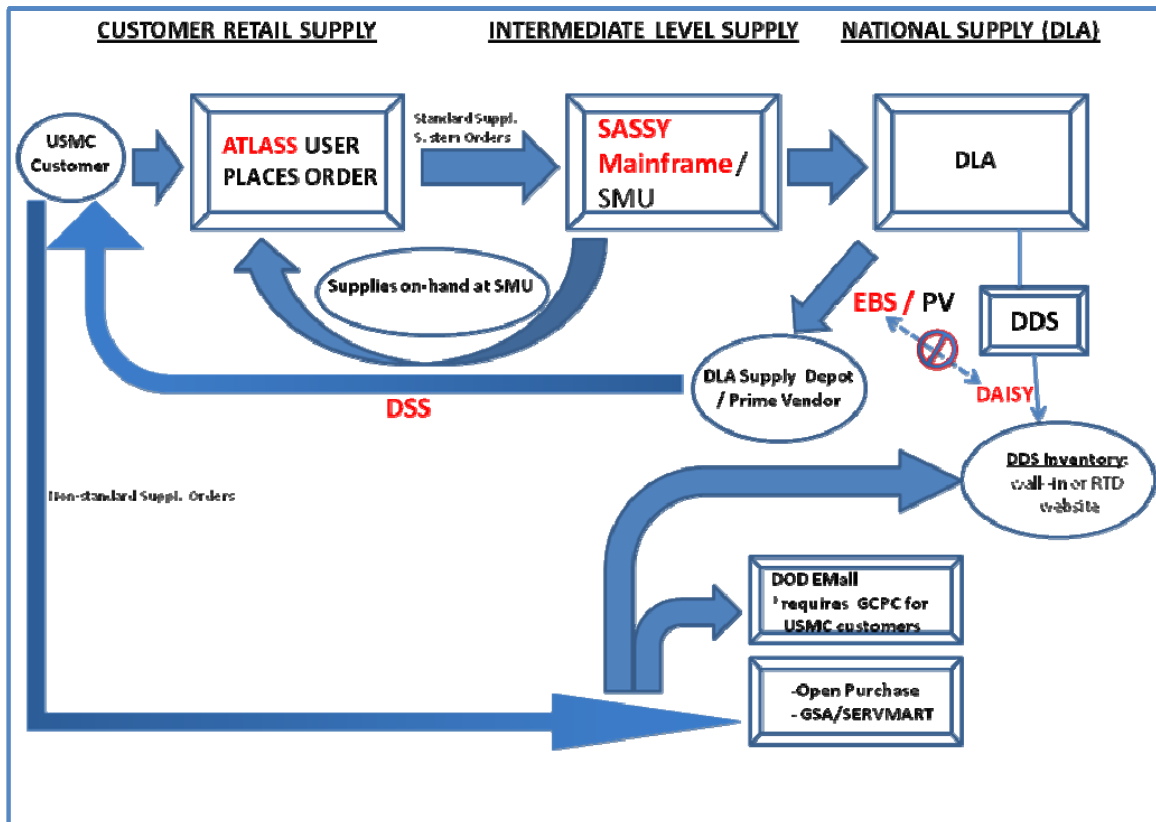 CUSTOMER RETAIL SUPPLY
INTERMEDIATE LEVEL SUPPLY
NATIONAL SUPPLY (DLA)
USMC
Customer
ATLASS USER
PLACES ORDER
Standard Suppl.
S. stem Orders
SASSY
Mainframe/
SMU
DLA
Supplies on-hand at SMU
EBS / PV
DDS
DLA Supply Depot
/ Prime Vendor
DAISY
DSS
DDS Inventory:
or RTD
website
Non-standard Suppl. Orders
DOD EMall
* requires GCPC for
USMC customers
-Open Purchase
- GSA/SERVMART